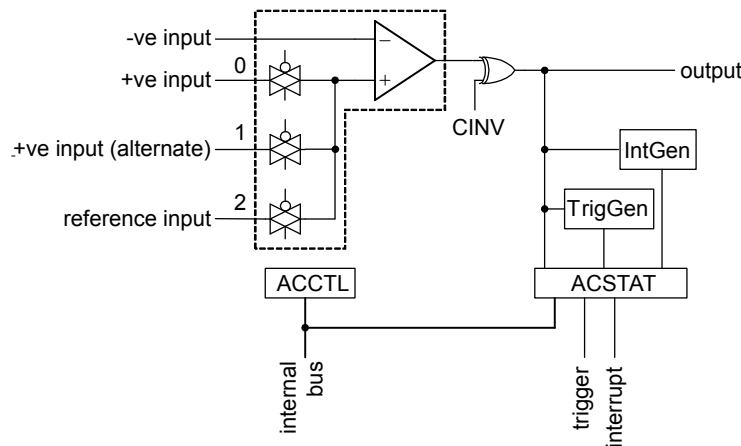 -ve input
+ve input
0
+ve input (alternate)
1
reference input
2
−
+
CINV
output
IntGen
TrigGen
ACCTL
ACSTAT
internal
bus
trigger
interrupt